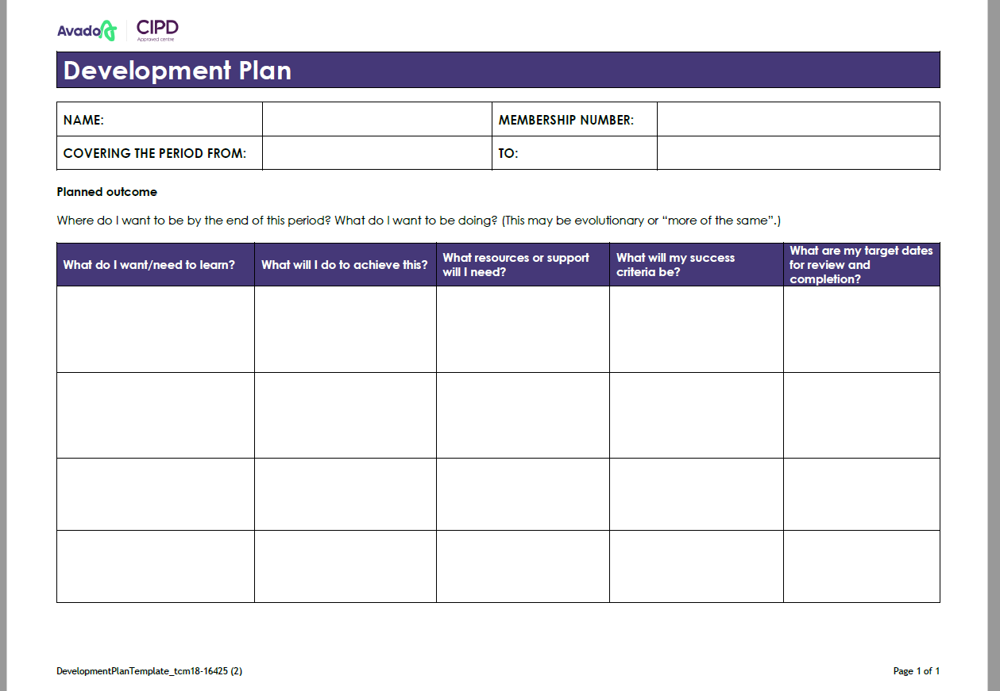 Avado CIPD
Approved centre
Development Plan
NAME: MEMBERSHIP NUMBER:
COVERING THE PERIOD FROM: TO:
Planned outcome
Where do I want to be by the end of this period? What do I want to be doing? (This may be evolutionary or “more of the same”.)
What do I want/need to learn?
What will I do to achieve this?
What resources or support
will I need?
What will my success
criteria be?
What are my target dates
for review and
completion?
DevelopmentPlanTemplate_tcm18-16425 (2) Page 1 of 1